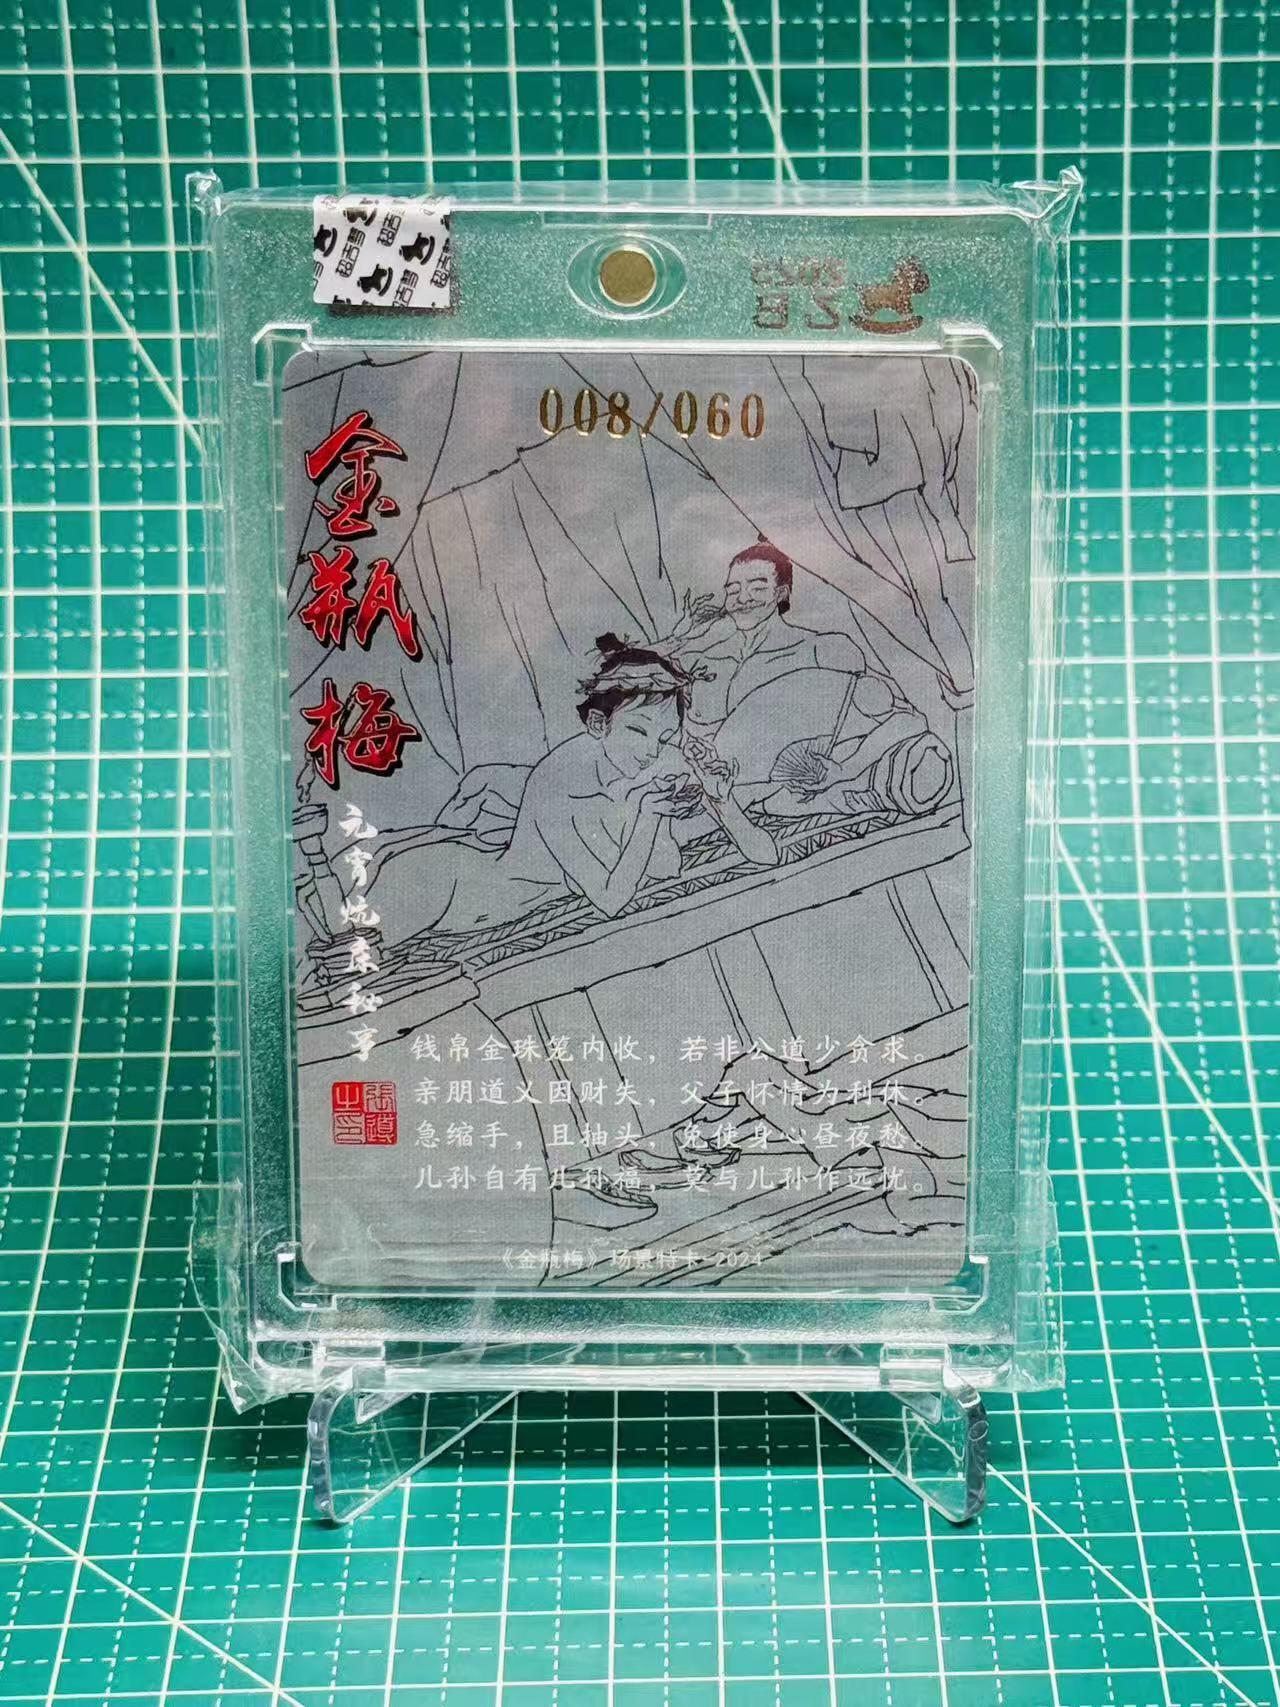 008/060
金瓶梅
元宵炕床秘事
钱帛金珠笼内收，若非公道少贪求。
亲朋道义因财失，父子怀情为利休。
急缩手，且抽头，免使身心昼夜愁。
儿孙自有儿孙福，莫与儿孙作远忧。
《金瓶梅》场景特卡-2024